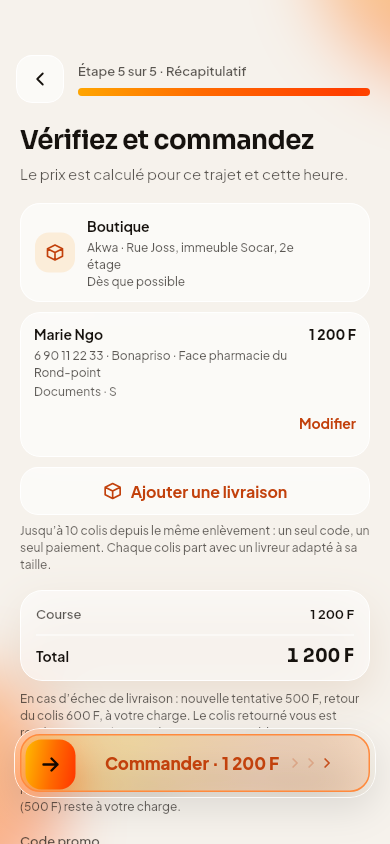 Étape 5 sur 5 · Récapitulatif
Vérifiez et commandez
Le prix est calculé pour ce trajet et cette heure.
Boutique
Akwa · Rue Joss, immeuble Socar, 2e
étage
Dès que possible
Marie Ngo
1 200 F
6 90 11 22 33 · Bonapriso · Face pharmacie du
Rond-point
Documents · S
Modifier
Ajouter une livraison
Jusqu'à 10 colis depuis le même enlèvement : un seul code, un
seul paiement. Chaque colis part avec un livreur adapté à sa
taille.
Course
1 200 F
Total
1 200 F
En cas d'échec de livraison : nouvelle tentative 500 F, retour
du colis 600 F, à votre charge. Le colis retourné vous est
Commander · 1 200 F
(500 F) reste à votre charge.
Code promo